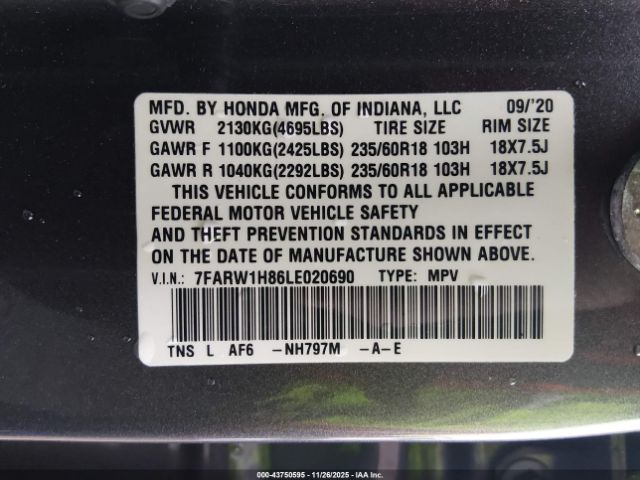 MFD. BY HONDA MFG. OF INDIANA, LLC 09/'20
GVWR 2130KG(4695LBS) TIRE SIZE RIM SIZE
GAWR F 1100KG(2425LBS) 235/60R18 103H 18X7.5J
GAWR R 1040KG(2292LBS) 235/60R18 103H 18X7.5J
THIS VEHICLE CONFORMS TO ALL APPLICABLE
FEDERAL MOTOR VEHICLE SAFETY
AND THEFT PREVENTION STANDARDS IN EFFECT
ON THE DATE OF MANUFACTURE SHOWN ABOVE.
V.I.N.: 7FARW1H86LE020690 TYPE: MPV
TNS L AF6 -NH797M -A-E
© -43750595 - 11/26/2025 - IAA Inc.